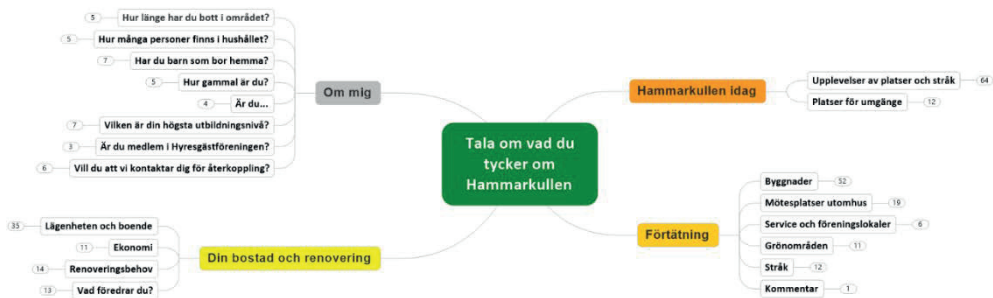 Tala om vad du
tycker om
Hammarkullen
Om mig
5 Hur länge har du bott i området?
5 Hur många personer finns i hushållet?
7 Har du barn som bor hemma?
5 Hur gammal är du?
4 Är du...
7 Vilken är din högsta utbildningsnivå?
3 Är du medlem i Hyresgästföreningen?
6 Vill du att vi kontaktar dig för återkoppling?
Din bostad och renovering
35 Lägenheten och boende
11 Ekonomi
14 Renoveringsbehov
13 Vad föredrar du?
Hammarkullen idag
Upplevelser av platser och stråk 64
Platser för umgänge 12
Förtätning
Byggnader 52
Mötesplatser utomhus 19
Service och föreningslokaler 6
Grönområden 11
Stråk 12
Kommentar 1